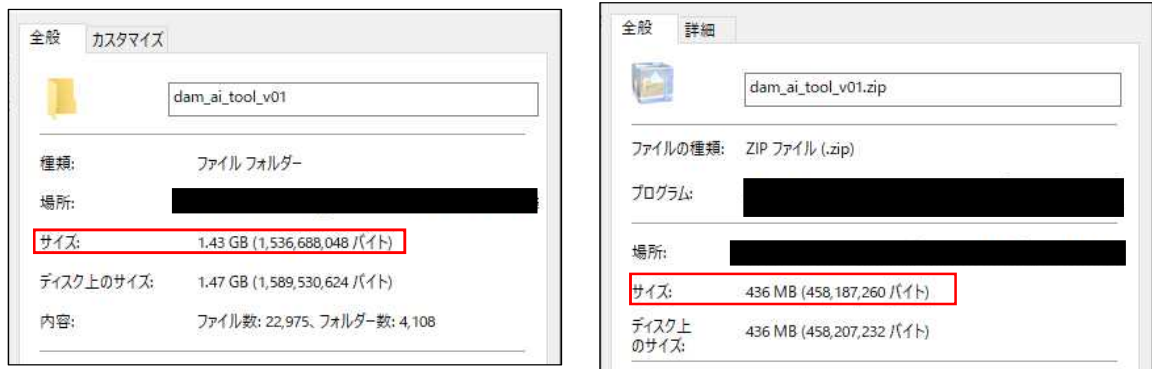 全般 カスタマイズ
dam_ai_tool_v01
種類: ファイル フォルダー
場所:
サイズ: 1.43 GB (1,536,688,048 バイト)
ディスク上のサイズ: 1.47 GB (1,589,530,624 バイト)
内容: ファイル数: 22,975、フォルダー数: 4,108
全般 詳細
dam_ai_tool_v01.zip
ファイルの種類: ZIP ファイル (.zip)
プログラム:
場所:
サイズ: 436 MB (458,187,260 バイト)
ディスク上
のサイズ: 436 MB (458,207,232 バイト)